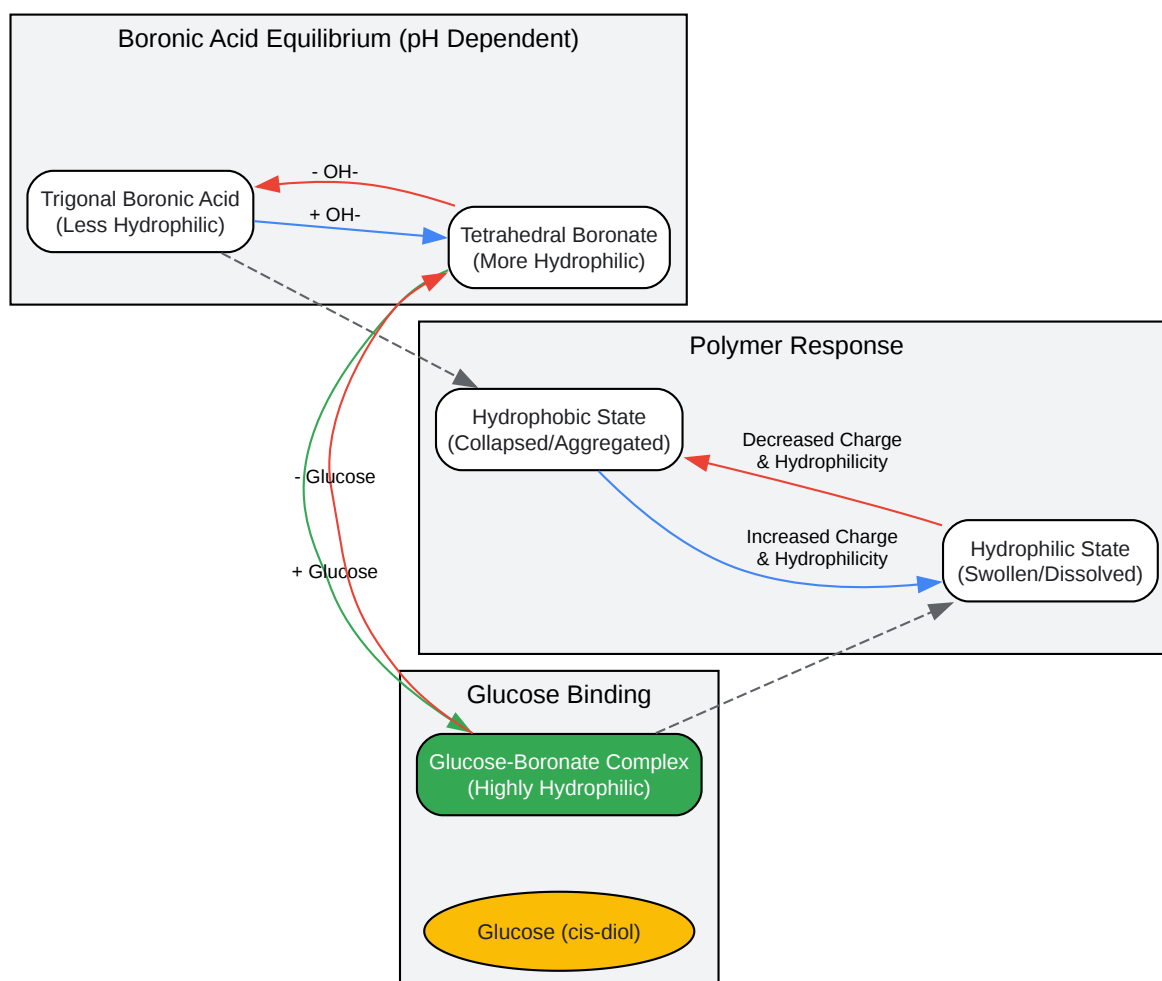 Boronic Acid Equilibrium (pH Dependent)
- OH-
Trigonal Boronic Acid
(Less Hydrophilic)
+ OH-
Tetrahedral Boronate
(More Hydrophilic)
Polymer Response
Hydrophobic State
(Collapsed/Aggregated)
Decreased Charge
& Hydrophilicity
- Glucose
Increased Charge
& Hydrophilicity
Hydrophilic State
(Swollen/Dissolved)
+ Glucose
Glucose Binding
Glucose-Boronate Complex
(Highly Hydrophilic)
Glucose (cis-diol)